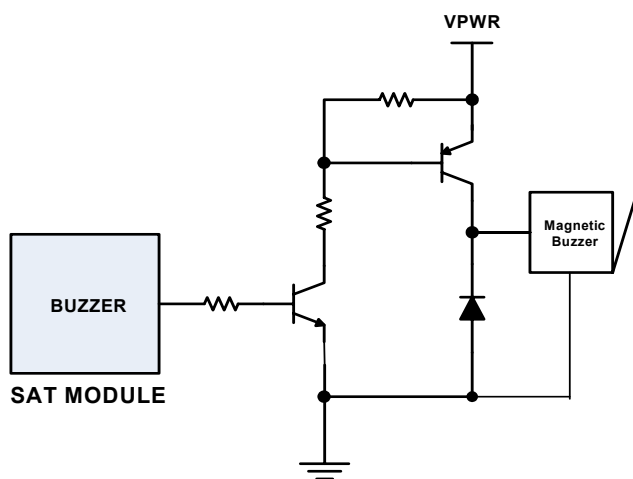 VPWR
Magnetic
Buzzer
BUZZER
SAT MODULE